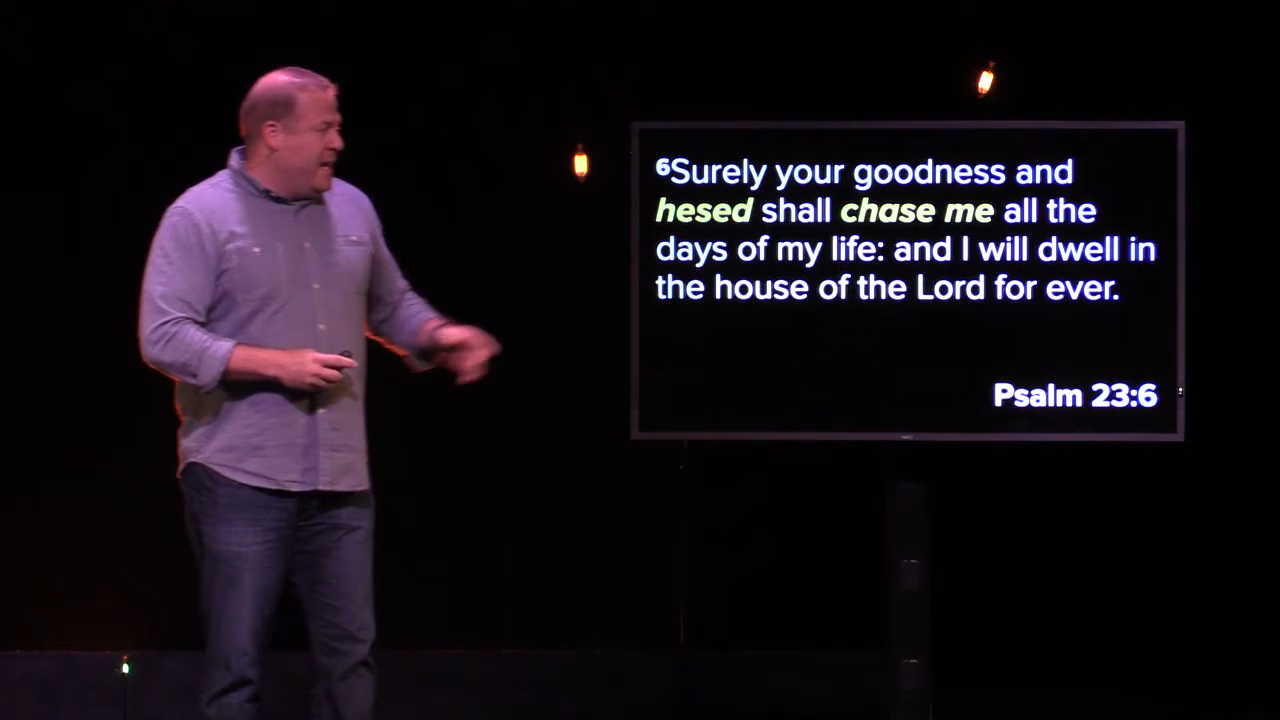 ⁶Surely your goodness and
hesed shall chase me all the
days of my life: and I will dwell in
the house of the Lord for ever.
Psalm 23:6